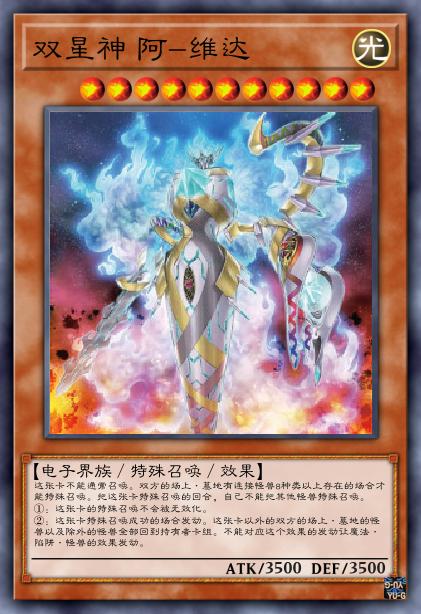 双星神 阿-维达
光
【电子界族／特殊召唤／效果】
这张卡不能通常召唤。双方的场上·墓地有连接怪兽8种类以上存在的场合才
能特殊召唤。把这张卡特殊召唤的回合，自己不能把其他怪兽特殊召唤。
①：这张卡的特殊召唤不会被无效化。
②：这张卡特殊召唤成功的场合发动。这张卡以外的双方的场上·墓地的怪
兽以及除外的怪兽全部回到持有者卡组。不能对应这个效果的发动让魔法·
陷阱·怪兽的效果发动。
ATK/3500 DEF/3500